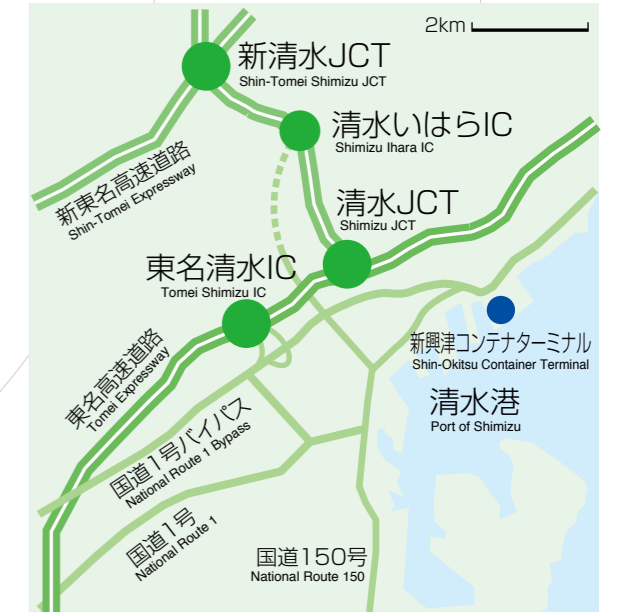 2km
新清水JCT
Shin-Tomei Shimizu JCT
清水いはらIC
Shimizu Ihara IC
新東名高速道路
Shin-Tomei Expressway
清水JCT
Shimizu JCT
東名清水IC
Tomei Shimizu IC
新興津コンテナターミナル
Shin-Okitsu Container Terminal
東名高速道路
Tomei Expressway
清水港
Port of Shimizu
国道1号バイパス
National Route 1 Bypass
国道1号
National Route 1
国道150号
National Route 150